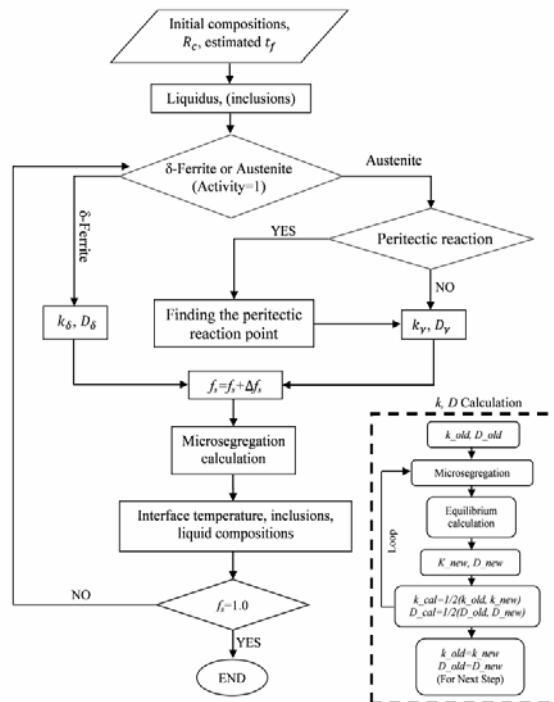 Initial compositions,
R_c, estimated t_f
Liquidus, (inclusions)
δ-Ferrite or Austenite
(Activity=1)
Austenite
δ-Ferrite
YES
Peritectic reaction
NO
Finding the peritectic
reaction point
k_δ, D_δ
k_γ, D_γ
f_s=f_s+Δf_s
Microsegregation
calculation
Interface temperature, inclusions,
liquid compositions
NO
f_s=1.0
YES
END
k, D Calculation
k_old, D_old
Microsegregation
Equilibrium
calculation
Loop
K_new, D_new
k_cal=1/2(k_old, k_new)
D_cal=1/2(D_old, D_new)
k_old=k_new
D_old=D_new
(For Next Step)